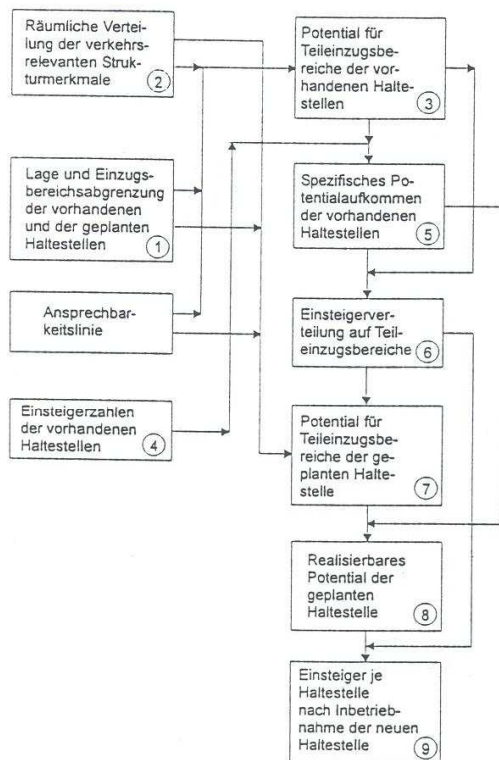 Räumliche Vertei-
lung der verkehrs-
relevanten Struk-
turmerkmale
2
Lage und Einzugs-
bereichsabgrenzung
der vorhandenen
und der geplanten
Haltestellen
1
Ansprechbar-
keitslinie
Einsteigerzahlen
der vorhandenen
Haltestellen
4
Potential für
Teileinzugsbe-
reiche der vor-
handenen Halte-
stellen
3
Spezifisches Po-
tentialaufkommen
der vorhandenen
Haltestellen
5
Einsteigerver-
teilung auf Teil-
einzugsbereiche
6
Potential für
Teileinzugsbe-
reiche der ge-
planten Halte-
stelle
7
Realisierbares
Potential der
geplanten
Haltestelle
8
Einsteiger je
Haltestelle
nach Inbetrieb-
nahme der neuen
Haltestelle
9